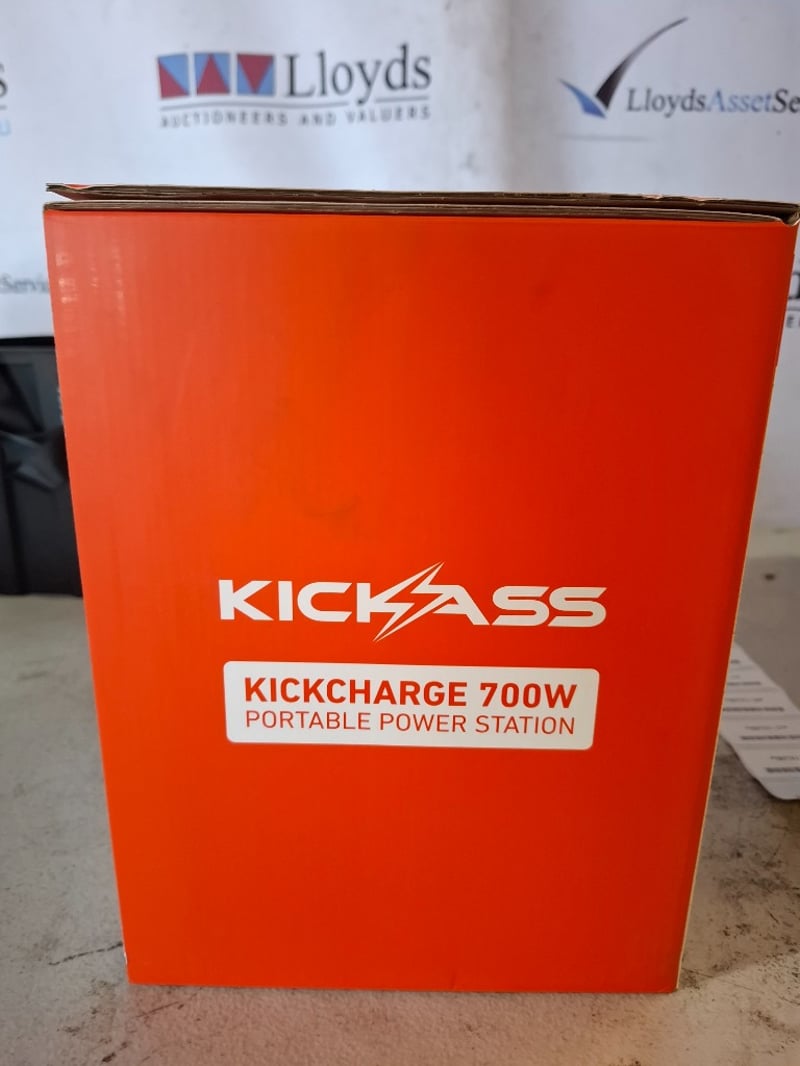 Lloyds
AUCTIONEERS AND VALUERS
LloydsAssetSe
KICKASS
KICKCHARGE 700W
PORTABLE POWER STATION